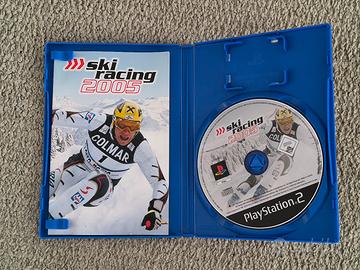 ski
racing
2005
COLMAR
ski
racing
2005
PlayStation.2